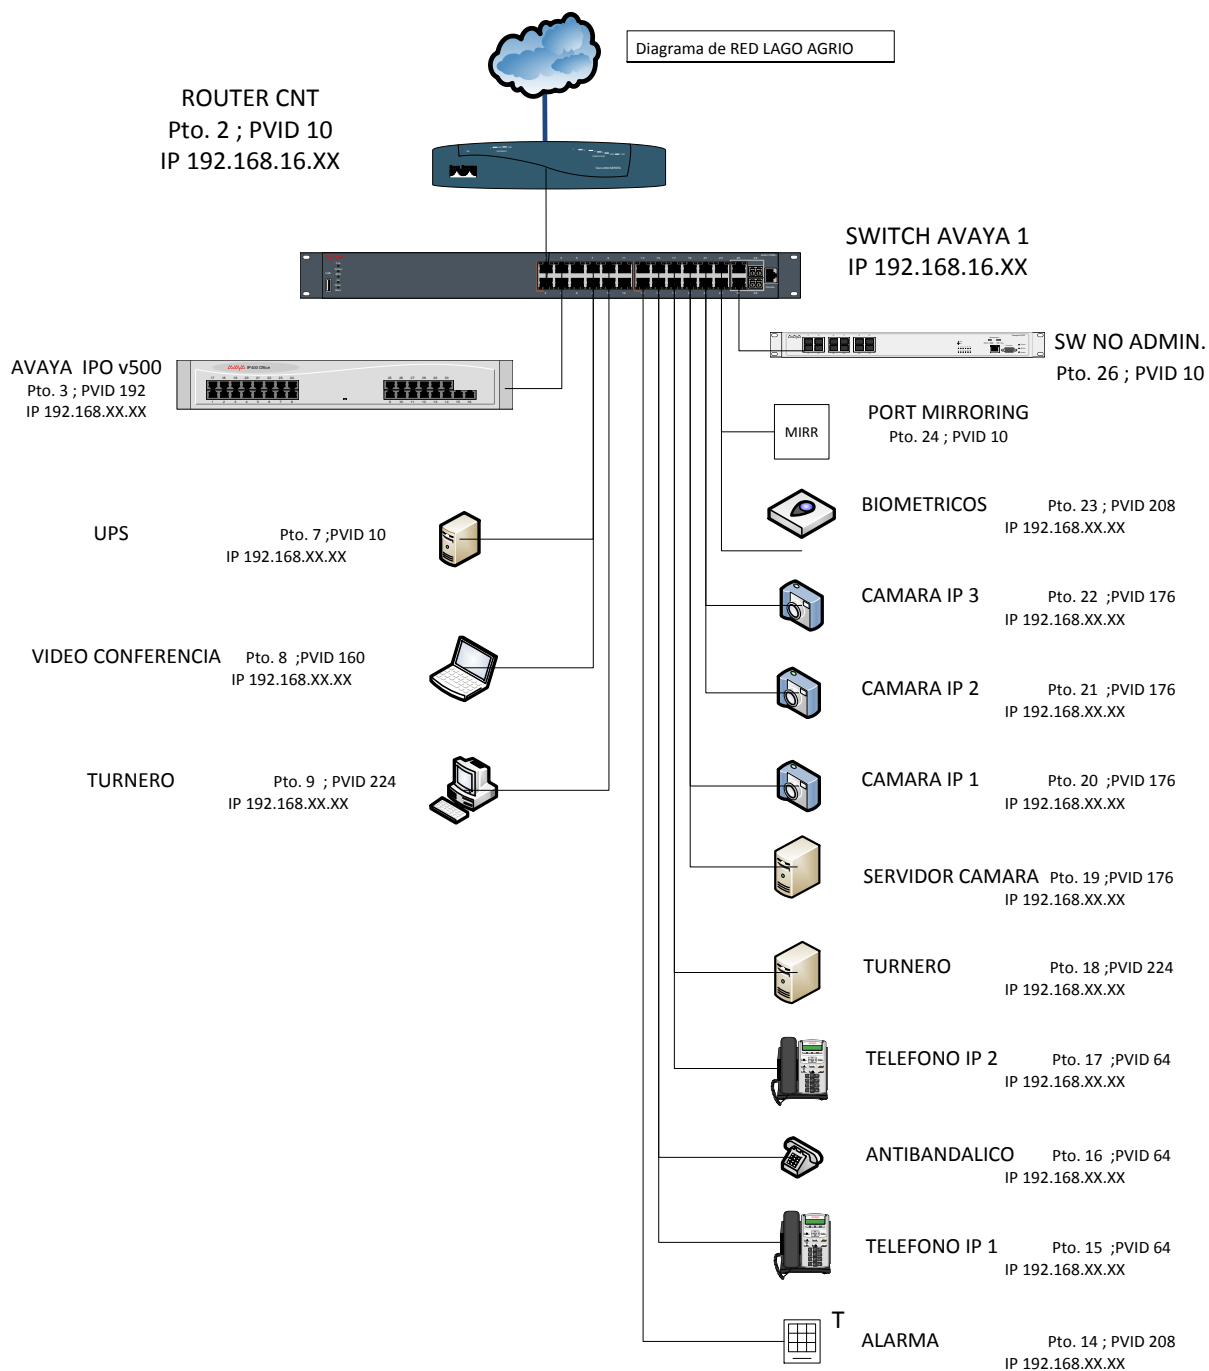 Diagrama de RED LAGO AGRIO
ROUTER CNT
Pto. 2 ; PVID 10
IP 192.168.16.XX
SWITCH AVAYA 1
IP 192.168.16.XX
SW NO ADMIN.
Pto. 26 ; PVID 10
AVAYA IPO v500
Pto. 3 ; PVID 192
IP 192.168.XX.XX
AVAYA IP400 Office
PORT MIRRORING
Pto. 24 ; PVID 10
MIRR
BIOMETRICOS Pto. 23 ; PVID 208
IP 192.168.XX.XX
UPS Pto. 7 ;PVID 10
IP 192.168.XX.XX
CAMARA IP 3 Pto. 22 ;PVID 176
IP 192.168.XX.XX
VIDEO CONFERENCIA Pto. 8 ;PVID 160
IP 192.168.XX.XX
CAMARA IP 2 Pto. 21 ;PVID 176
IP 192.168.XX.XX
TURNERO Pto. 9 ; PVID 224
IP 192.168.XX.XX
CAMARA IP 1 Pto. 20 ;PVID 176
IP 192.168.XX.XX
SERVIDOR CAMARA Pto. 19 ;PVID 176
IP 192.168.XX.XX
TURNERO Pto. 18 ;PVID 224
IP 192.168.XX.XX
TELEFONO IP 2 Pto. 17 ;PVID 64
IP 192.168.XX.XX
ANTIBANDALICO Pto. 16 ;PVID 64
IP 192.168.XX.XX
TELEFONO IP 1 Pto. 15 ;PVID 64
IP 192.168.XX.XX
T
ALARMA Pto. 14 ; PVID 208
IP 192.168.XX.XX